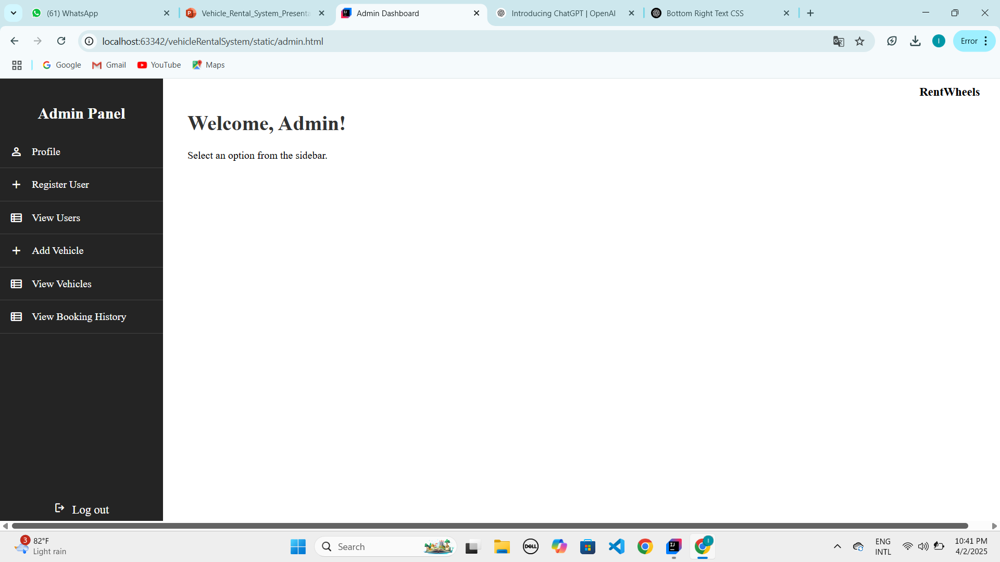 (61) WhatsApp
Vehicle_Rental_System_Presenta
Admin Dashboard
Introducing ChatGPT | OpenAI
Bottom Right Text CSS
localhost:63342/vehicleRentalSystem/static/admin.html
I
Error
Google
Gmail
YouTube
Maps
RentWheels
Admin Panel
Welcome, Admin!
Select an option from the sidebar.
Profile
Register User
View Users
Add Vehicle
View Vehicles
View Booking History
Log out
3
82°F
Light rain
Search
DELL
ENG
INTL
10:41 PM
4/2/2025